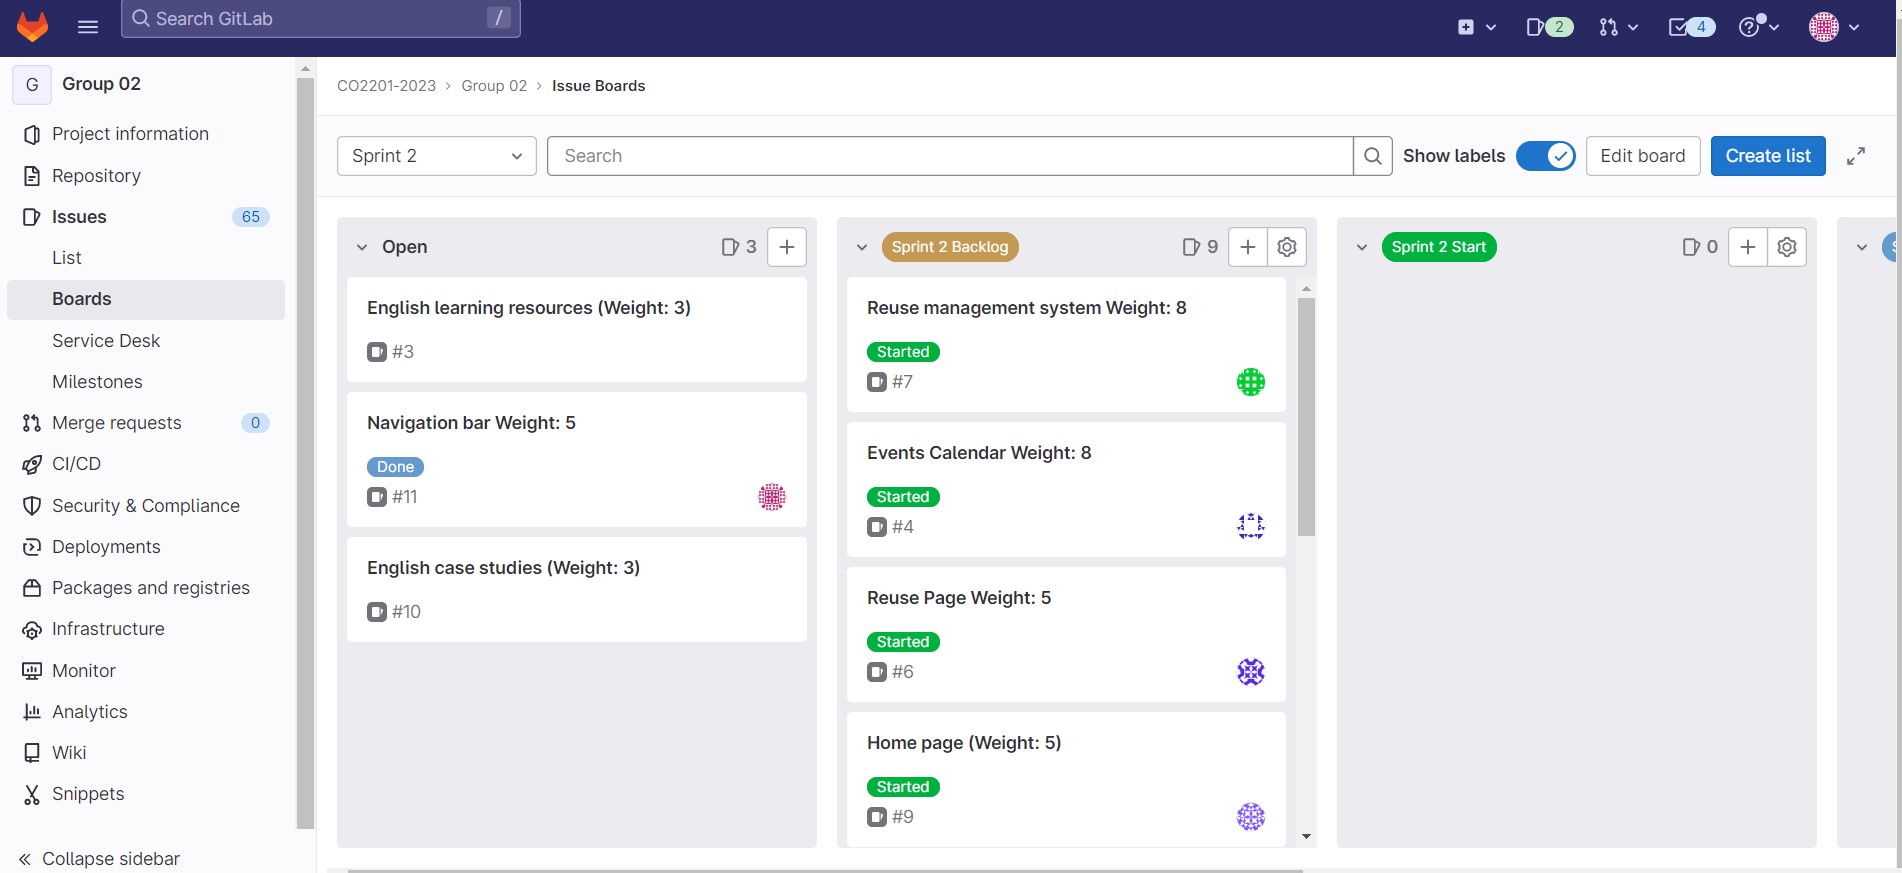 Search GitLab
/
2
4
G
Group 02
Project information
Repository
Issues
65
List
Boards
Service Desk
Milestones
Merge requests
0
CI/CD
Security & Compliance
Deployments
Packages and registries
Infrastructure
Monitor
Analytics
Wiki
Snippets
Collapse sidebar
CO2201-2023 › Group 02 › Issue Boards
Sprint 2
Search
Show labels
Edit board
Create list
Open
3
English learning resources (Weight: 3)
#3
Navigation bar Weight: 5
Done
#11
English case studies (Weight: 3)
#10
Sprint 2 Backlog
9
Reuse management system Weight: 8
Started
#7
Events Calendar Weight: 8
Started
#4
Reuse Page Weight: 5
Started
#6
Home page (Weight: 5)
Started
#9
Sprint 2 Start
0